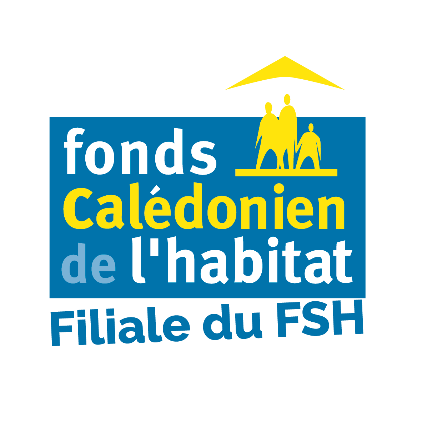 fonds
Calédonien
de l'habitat
Filiale du FSH